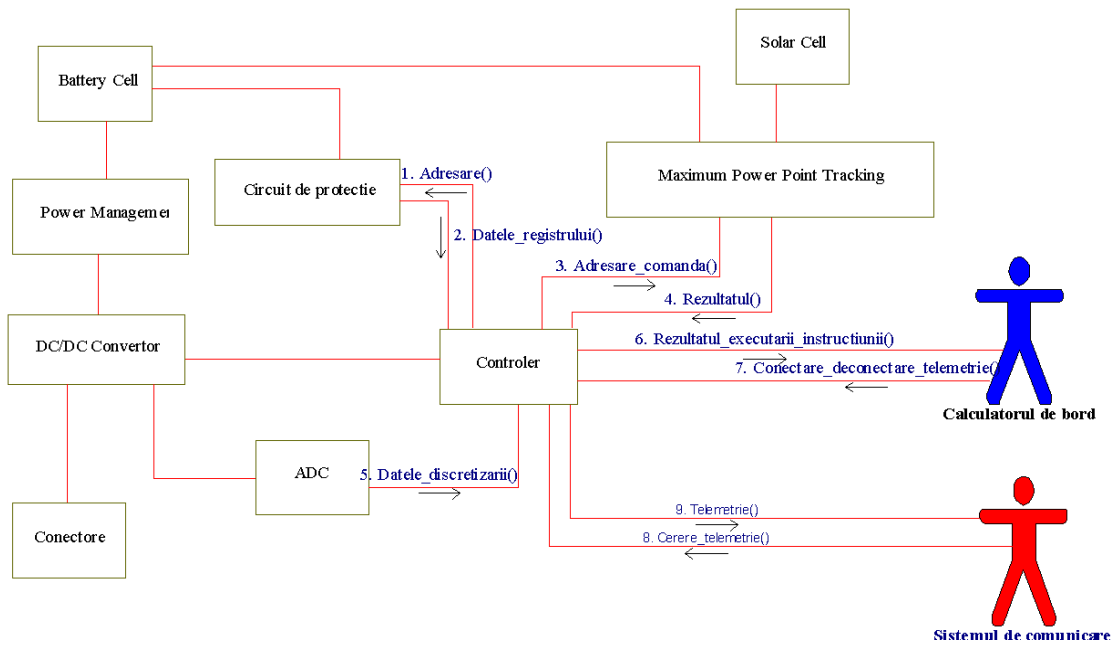 Solar Cell
Battery Cell
Circuit de protectie
1. Adresare()
Maximum Power Point Tracking
Power Managemen
2. Datele_registrului()
3. Adresare_comanda()
4. Rezultatul()
DC/DC Convertor
Controler
6. Rezultatul_executarii_instructiunii()
7. Conectare_deconectare_telemetrie()
Calculatorul de bord
ADC
5. Datele_discretizarii()
9. Telemetrie()
8. Cerere_telemetrie()
Conectore
Sistemul de comunicare